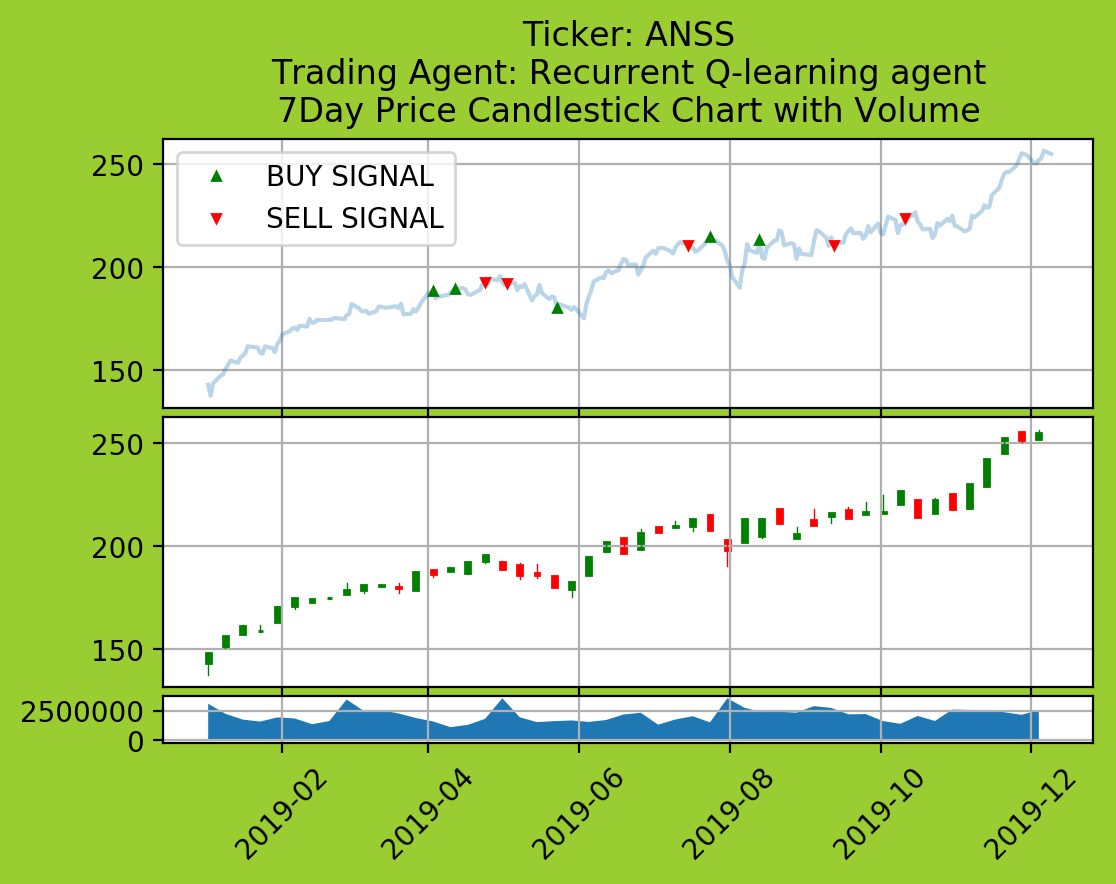 Ticker: ANSS
Trading Agent: Recurrent Q-learning agent
7Day Price Candlestick Chart with Volume
250
200
150
BUY SIGNAL
SELL SIGNAL
250
200
150
2500000
0
2019-02
2019-04
2019-06
2019-08
2019-10
2019-12